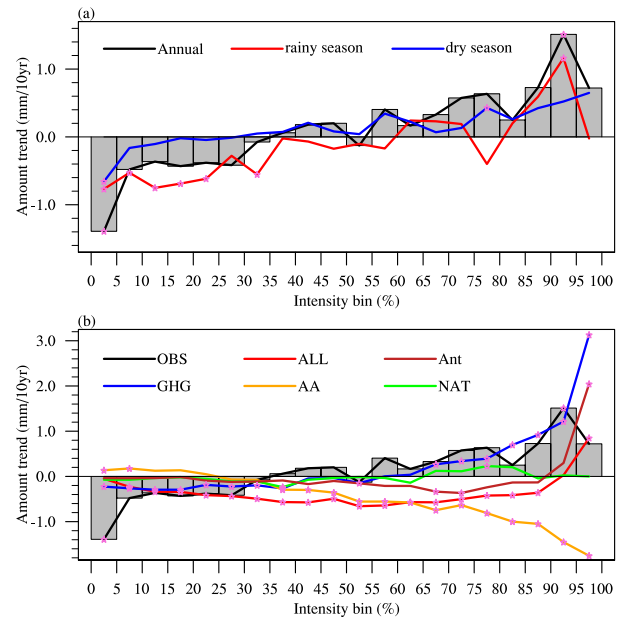 (a)
Annual rainy season dry season
Amount trend (mm/10yr)
1.0
0.0
-1.0
0 5 10 15 20 25 30 35 40 45 50 55 60 65 70 75 80 85 90 95 100
Intensity bin (%)
(b)
OBS ALL Ant
GHG AA NAT
Amount trend (mm/10yr)
3.0
2.0
1.0
0.0
-1.0
0 5 10 15 20 25 30 35 40 45 50 55 60 65 70 75 80 85 90 95 100
Intensity bin (%)